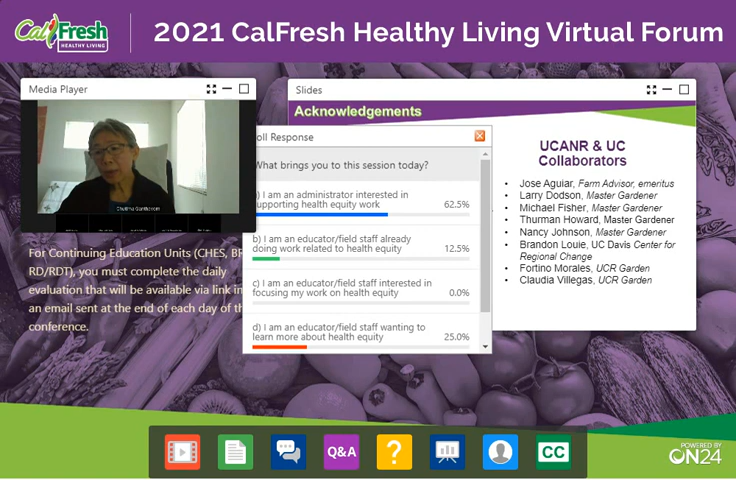 CalFresh
HEALTHY LIVING
2021 CalFresh Healthy Living Virtual Forum
Media Player
Slides
Acknowledgements
oll Response
What brings you to this session today?
) I am an administrator interested in
supporting health equity work
62.5%
b) I am an educator/field staff already
doing work related to health equity
12.5%
c) I am an educator/field staff interested in
focusing my work on health equity
0.0%
d) I am an educator/field staff wanting to
learn more about health equity
25.0%
UCANR & UC
Collaborators
• Jose Aguiar, Farm Advisor, emeritus
• Larry Dodson, Master Gardener
• Michael Fisher, Master Gardener
• Thurman Howard, Master Gardener
• Nancy Johnson, Master Gardener
• Brandon Louie, UC Davis Center for
Regional Change
• Fortino Morales, UCR Garden
• Claudia Villegas, UCR Garden
For Continuing Education Units (CHES, BR
RD/RDT), you must complete the daily
evaluation that will be available via link in
an email sent at the end of each day of th
conference.
Q&A
?
CC
POWERED BY
ON24